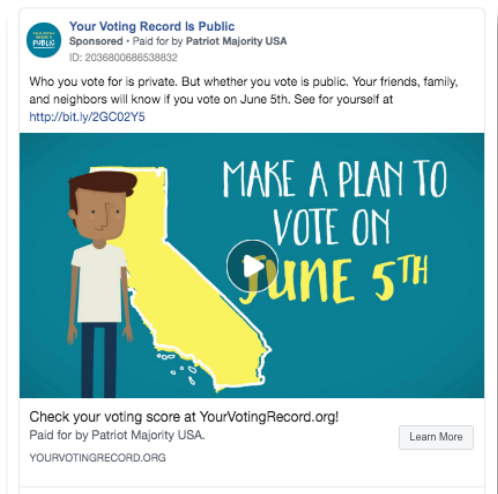 Your Voting Record Is Public
Sponsored · Paid for by Patriot Majority USA
ID: 2036800686538832
Who you vote for is private. But whether you vote is public. Your friends, family,
and neighbors will know if you vote on June 5th. See for yourself at
http://bit.ly/2GC02Y5
MAKE A PLAN TO
VOTE ON
JUNE 5TH
Check your voting score at YourVotingRecord.org!
Paid for by Patriot Majority USA.
Learn More
YOURVOTINGRECORD.ORG